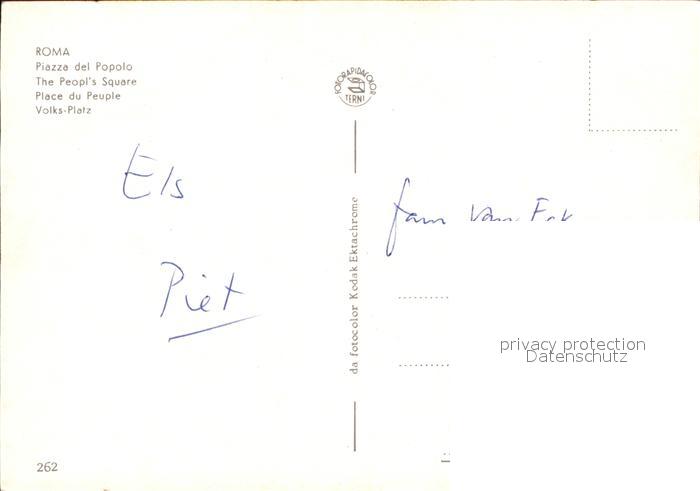 ROMA
Piazza del Popolo
The Peopl's Square
Place du Peuple
Volks-Platz
FOTORAPIDACOLOR
TERNI
Els
Piet
da fotocolor Kodak Ektachrome
fam van
privacy protection
Datenschutz
262